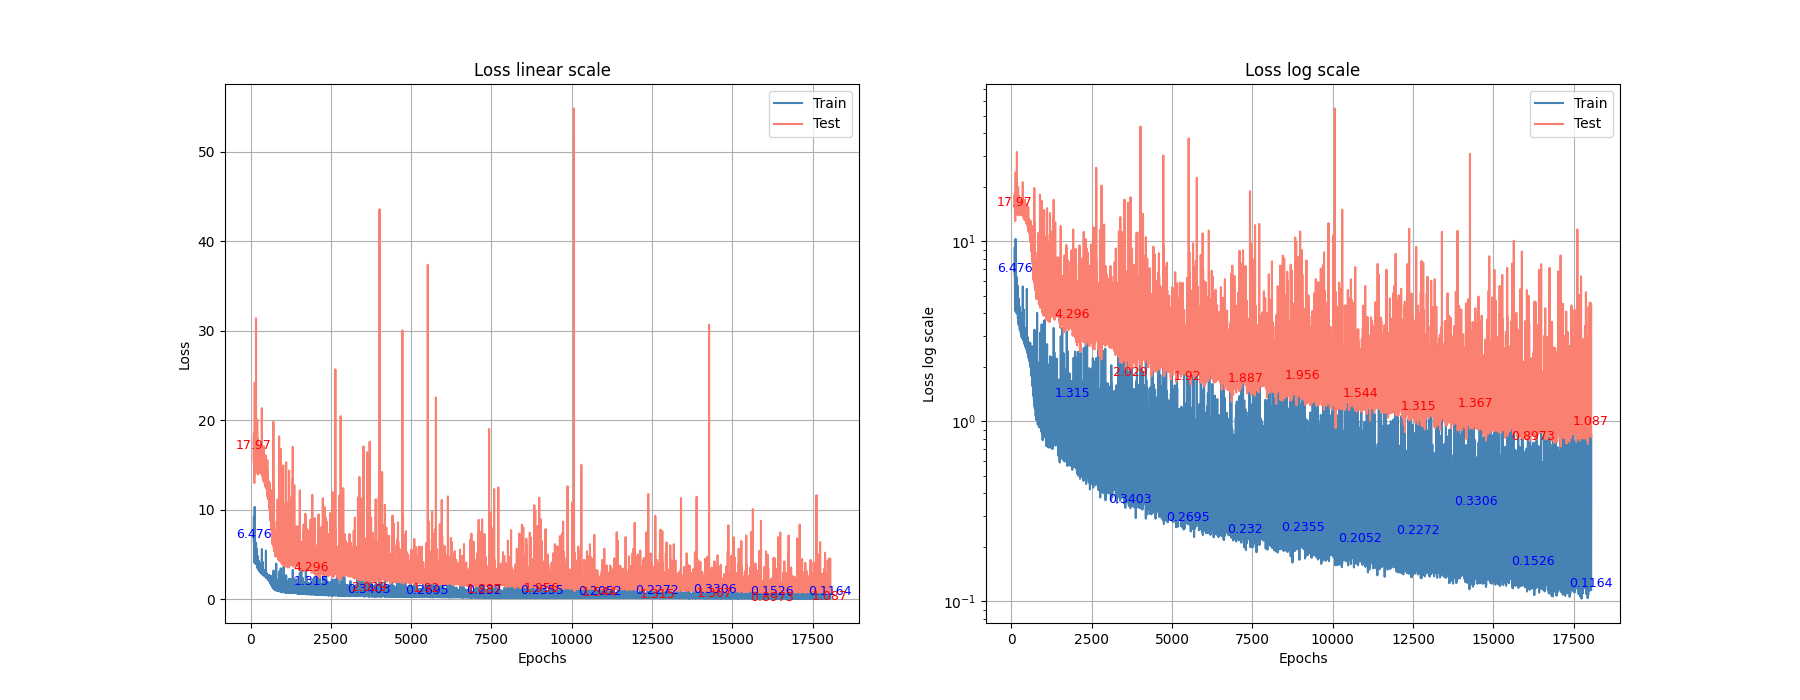 Loss linear scale
Loss
50
40
30
20
10
0
Train
Test
17.97
6.476
4.296
1.315
0.3403
0.2695
0.232
0.2355
0.2052
0.2272
0.3306
0.1526
0.1164
0.8973
1.087
0 2500 5000 7500 10000 12500 15000 17500
Epochs
Loss log scale
Loss log scale
10¹
10⁰
10⁻¹
Train
Test
17.97
6.476
4.296
1.315
2.029 1.92 1.887 1.956 1.544 1.315 1.367 0.8973 1.087
0.3403 0.2695 0.232 0.2355 0.2052 0.2272 0.3306 0.1526 0.1164
0 2500 5000 7500 10000 12500 15000 17500
Epochs